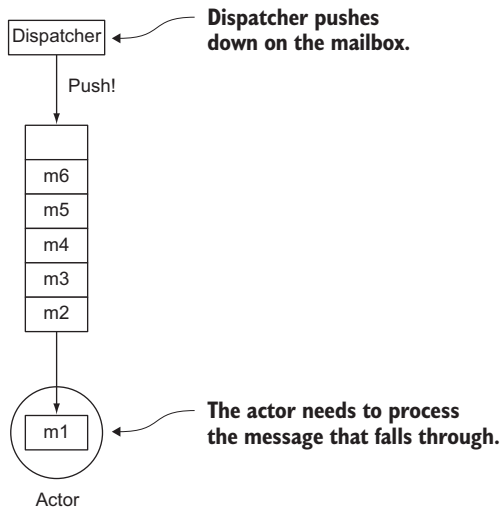 Dispatcher
Dispatcher pushes
down on the mailbox.
Push!
m6
m5
m4
m3
m2
m1
The actor needs to process
the message that falls through.
Actor